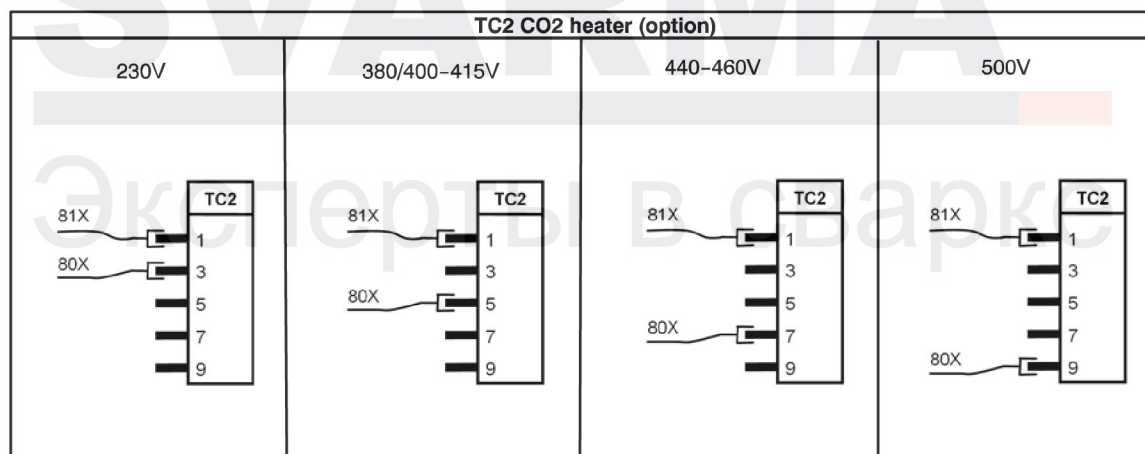 SVARMA
Эксперты в сварке
TC2 CO2 heater (option)
230V
380/400-415V
440-460V
500V
TC2
81X
1
80X
3
5
7
9
TC2
81X
1
3
80X
5
7
9
TC2
81X
1
3
5
80X
7
9
TC2
81X
1
3
5
7
80X
9